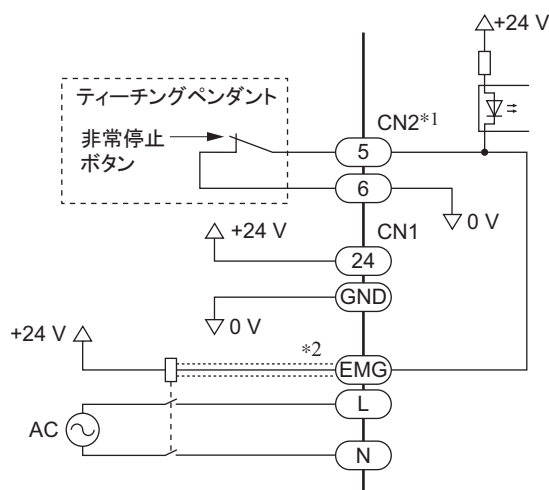 +24 V
ティーチングペンダント
非常停止
ボタン
CN2*1
5
6
0 V
CN1
+24 V
24
GND
0 V
+24 V
*2
EMG
L
AC
N